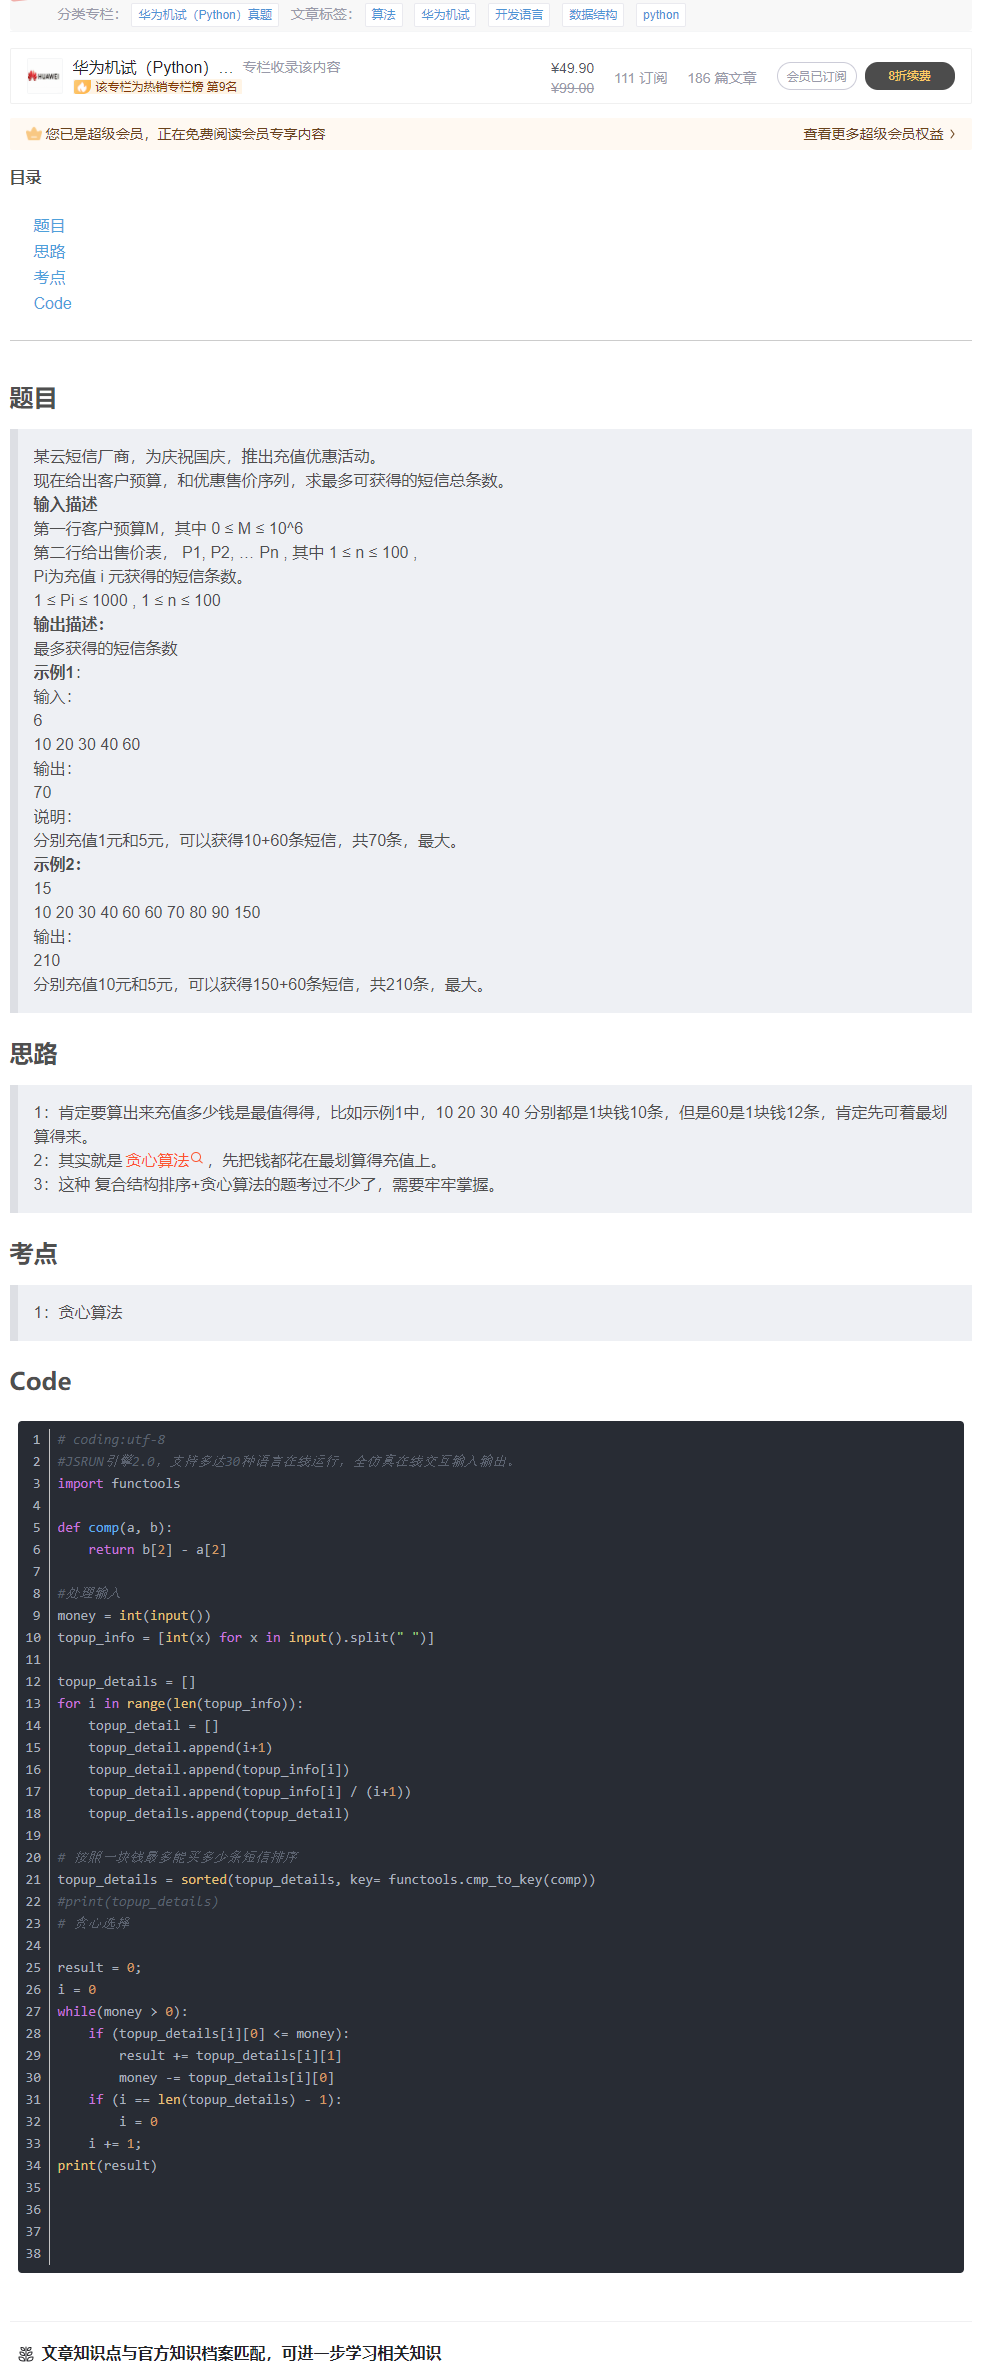 分类专栏： 华为机试（Python）真题 文章标签： 算法 华为机试 开发语言 数据结构 python
HUAWEI 华为机试（Python）... 专栏收录该内容
该专栏为热销专栏榜 第9名
¥49.90
¥99.00
111 订阅 186 篇文章 会员已订阅 8折续费
您已是超级会员，正在免费阅读会员专享内容 查看更多超级会员权益 >
目录
题目
思路
考点
Code
题目
某云短信厂商，为庆祝国庆，推出充值优惠活动。
现在给出客户预算，和优惠售价序列，求最多可获得的短信总条数。
输入描述
第一行客户预算M，其中 0 ≤ M ≤ 10^6
第二行给出售价表， P1, P2, … Pn , 其中 1 ≤ n ≤ 100 ,
Pi为充值 i 元获得的短信条数。
1 ≤ Pi ≤ 1000 , 1 ≤ n ≤ 100
输出描述：
最多获得的短信条数
示例1：
输入：
6
10 20 30 40 60
输出：
70
说明：
分别充值1元和5元，可以获得10+60条短信，共70条，最大。
示例2：
15
10 20 30 40 60 60 70 80 90 150
输出：
210
分别充值10元和5元，可以获得150+60条短信，共210条，最大。
思路
1：肯定要算出来充值多少钱是最值得得，比如示例1中，10 20 30 40 分别都是1块钱10条，但是60是1块钱12条，肯定先可着最划
算得来。
2：其实就是 贪心算法 ，先把钱都花在最划算得充值上。
3：这种 复合结构排序+贪心算法的题考过不少了，需要牢牢掌握。
考点
1：贪心算法
Code
1 # coding:utf-8
2 #JSRUN引擎2.0，支持多达30种语言在线运行，全仿真在线交互输入输出。
3 import functools
4
5 def comp(a, b):
6     return b[2] - a[2]
7
8 #处理输入
9 money = int(input())
10 topup_info = [int(x) for x in input().split(" ")]
11
12 topup_details = []
13 for i in range(len(topup_info)):
14     topup_detail = []
15     topup_detail.append(i+1)
16     topup_detail.append(topup_info[i])
17     topup_detail.append(topup_info[i] / (i+1))
18     topup_details.append(topup_detail)
19
20 # 按照一块钱最多能买多少条短信排序
21 topup_details = sorted(topup_details, key= functools.cmp_to_key(comp))
22 #print(topup_details)
23 # 贪心选择
24
25 result = 0;
26 i = 0
27 while(money > 0):
28     if (topup_details[i][0] <= money):
29         result += topup_details[i][1]
30         money -= topup_details[i][0]
31     if (i == len(topup_details) - 1):
32         i = 0
33     i += 1;
34 print(result)
35
36
37
38
文章知识点与官方知识档案匹配，可进一步学习相关知识